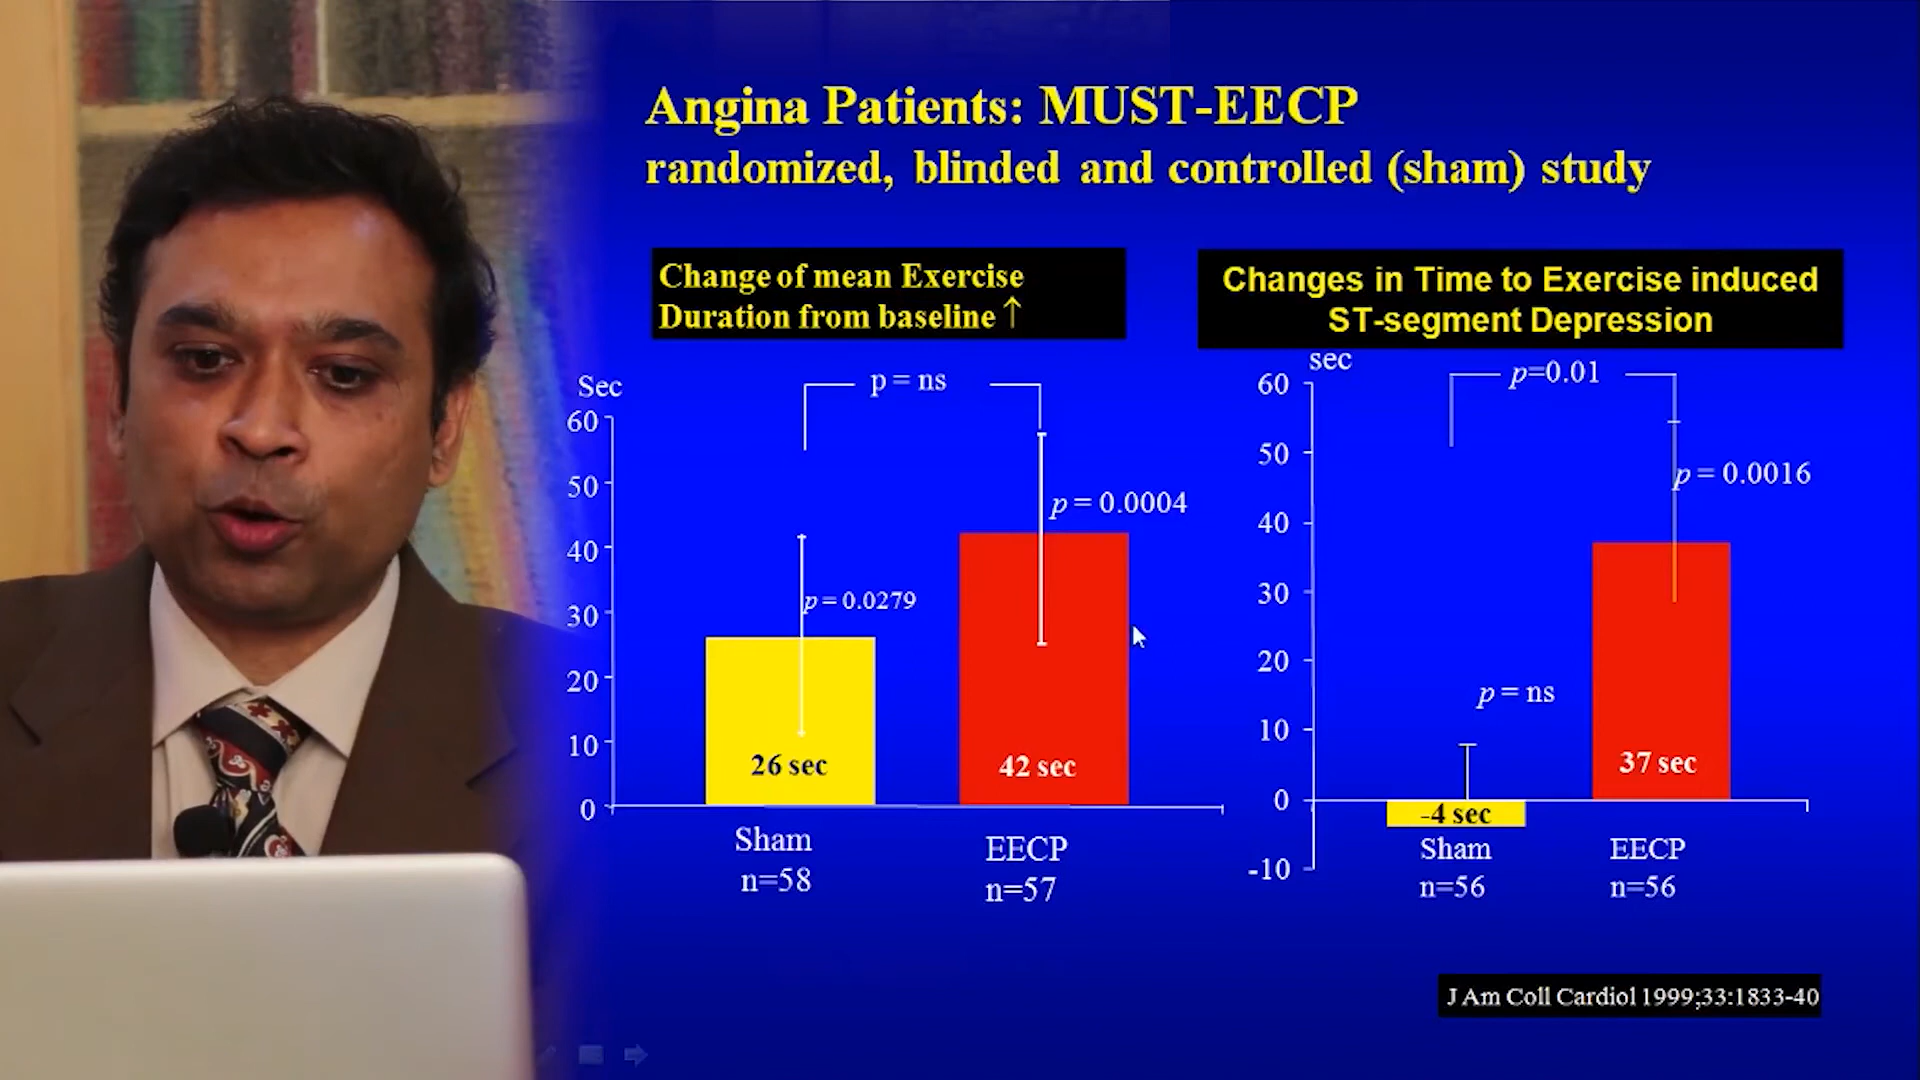 Angina Patients: MUST-EECP
randomized, blinded and controlled (sham) study
Change of mean Exercise
Duration from baseline ↑
Sec
60
50
40
30
20
10
0
p = ns
p = 0.0279
p = 0.0004
26 sec
42 sec
Sham
n=58
EECP
n=57
Changes in Time to Exercise induced
ST-segment Depression
sec
60
50
40
30
20
10
0
-10
p=0.01
p = 0.0016
p = ns
-4 sec
37 sec
Sham
n=56
EECP
n=56
J Am Coll Cardiol 1999;33:1833-40